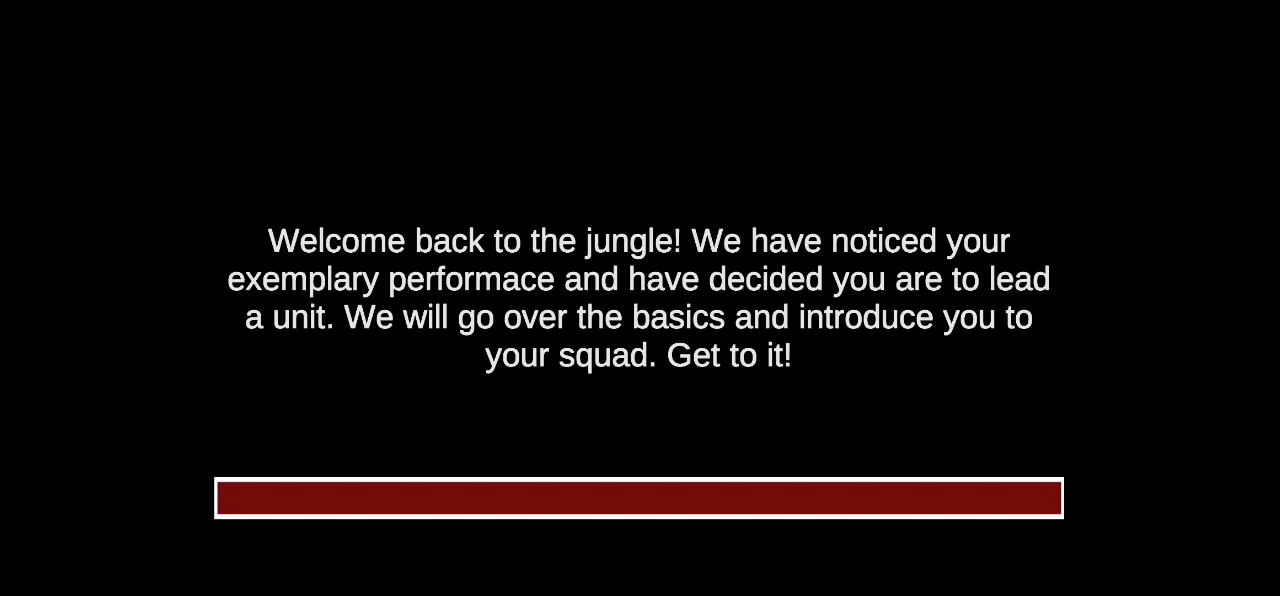 Welcome back to the jungle! We have noticed your
exemplary performace and have decided you are to lead
a unit. We will go over the basics and introduce you to
your squad. Get to it!